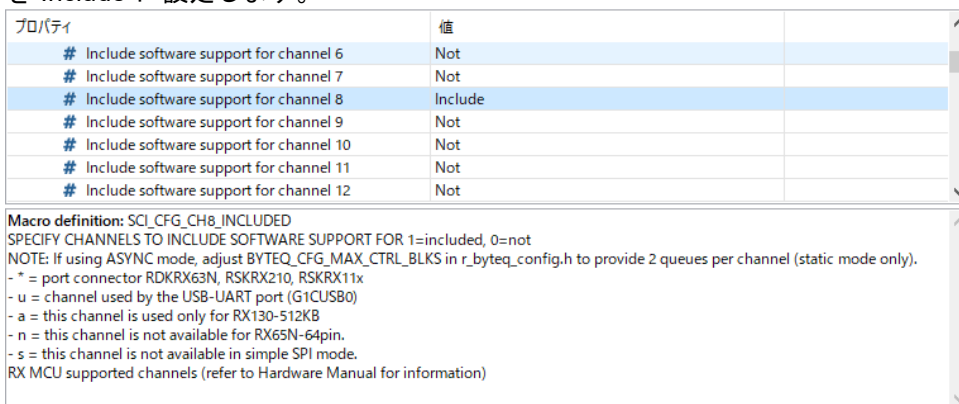 を Include に設定します。
プロパティ 値
# Include software support for channel 6 Not
# Include software support for channel 7 Not
# Include software support for channel 8 Include
# Include software support for channel 9 Not
# Include software support for channel 10 Not
# Include software support for channel 11 Not
# Include software support for channel 12 Not
Macro definition: SCI_CFG_CH8_INCLUDED
SPECIFY CHANNELS TO INCLUDE SOFTWARE SUPPORT FOR 1=included, 0=not
NOTE: If using ASYNC mode, adjust BYTEQ_CFG_MAX_CTRL_BLKS in r_byteq_config.h to provide 2 queues per channel (static mode only).
- * = port connector RDKRX63N, RSKRX210, RSKRX11x
- u = channel used by the USB-UART port (G1CUSB0)
- a = this channel is used only for RX130-512KB
- n = this channel is not available for RX65N-64pin.
- s = this channel is not available in simple SPI mode.
RX MCU supported channels (refer to Hardware Manual for information)